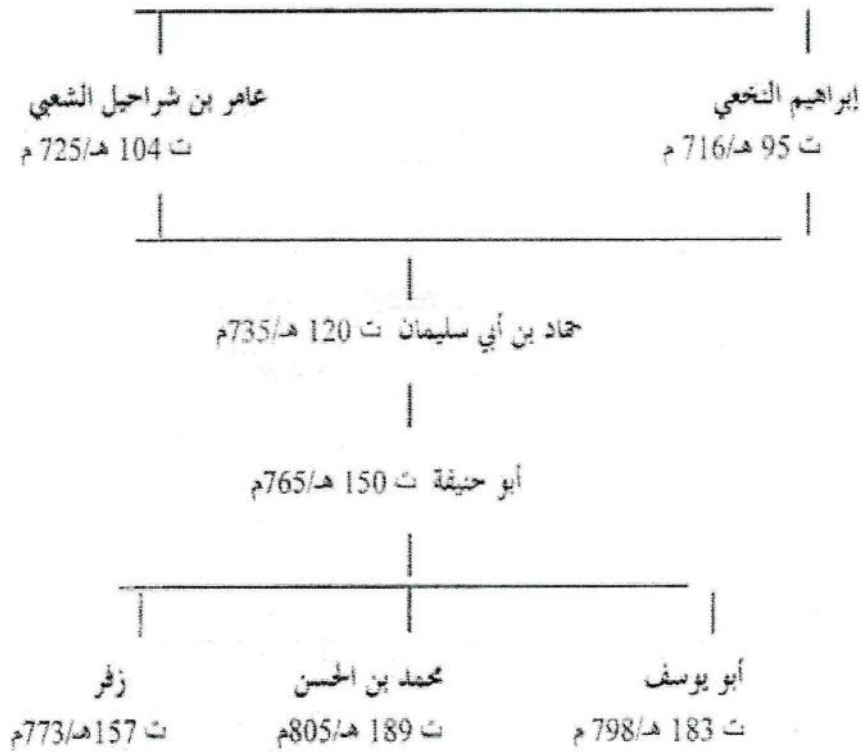 إبراهيم النخعي عامر بن شراحيل الشعبي
ت 95 هـ/716 م ت 104 هـ/725 م
حماد بن أبي سليمان ت 120 هـ/735م
أبو حنيفة ت 150 هـ/765م
أبو يوسف محمد بن الحسن زفر
ت 183 هـ/798 م ت 189 هـ/805م ت 157هـ/773م